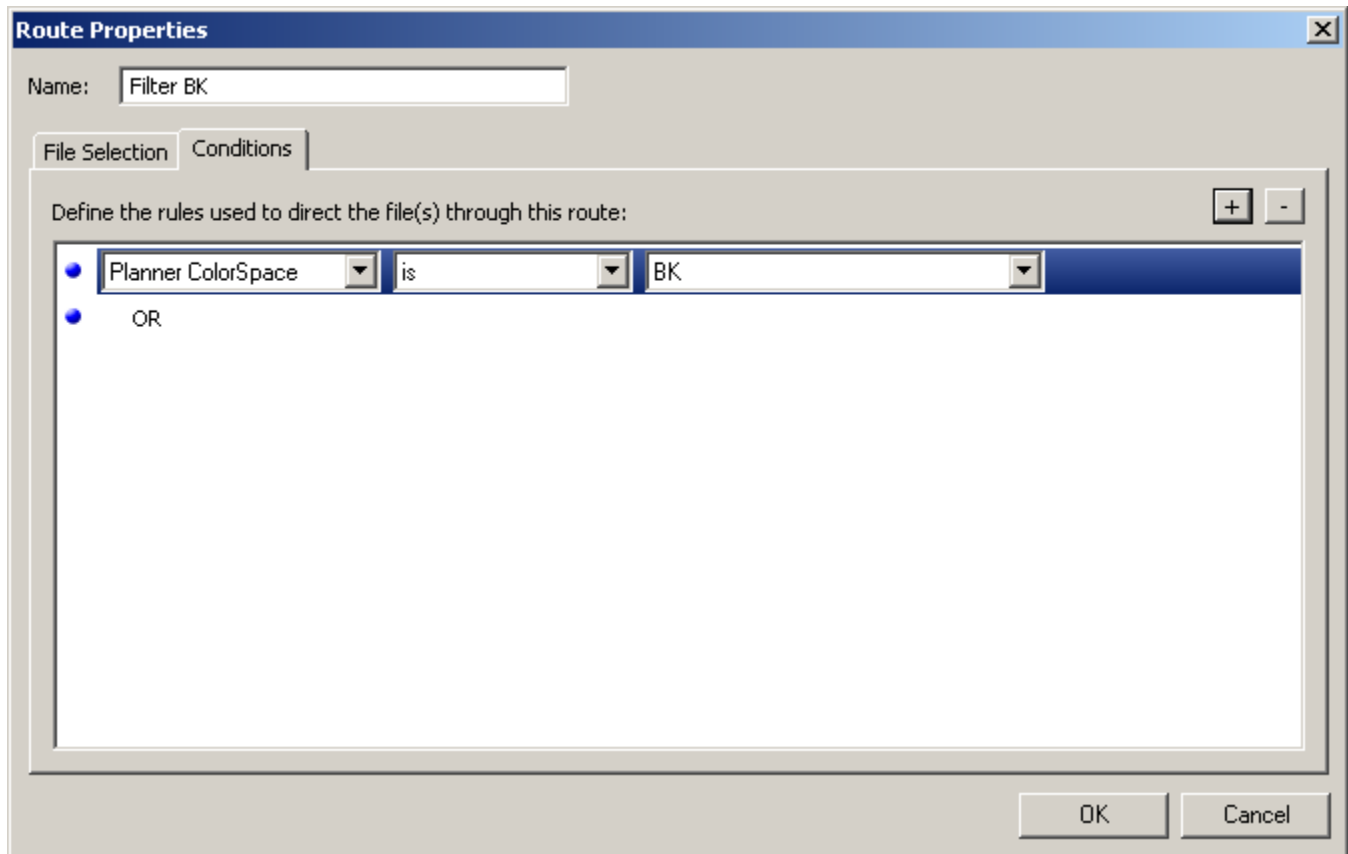 Route Properties
Name: Filter BK
File Selection Conditions
Define the rules used to direct the file(s) through this route: + -
Planner ColorSpace is BK
OR
OK Cancel